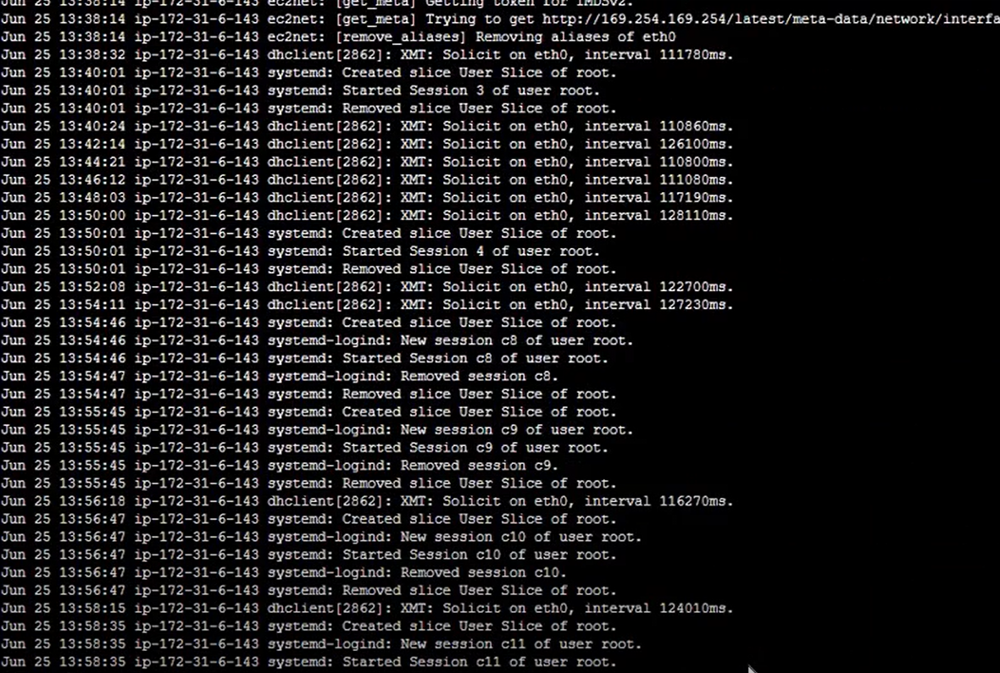 Jun 25 13:38:14 ip-172-31-6-143 ec2net: [get_meta] Getting token for IMDSv2.
Jun 25 13:38:14 ip-172-31-6-143 ec2net: [get_meta] Trying to get http://169.254.169.254/latest/meta-data/network/interfa
Jun 25 13:38:14 ip-172-31-6-143 ec2net: [remove_aliases] Removing aliases of eth0
Jun 25 13:38:32 ip-172-31-6-143 dhclient[2862]: XMT: Solicit on eth0, interval 111780ms.
Jun 25 13:40:01 ip-172-31-6-143 systemd: Created slice User Slice of root.
Jun 25 13:40:01 ip-172-31-6-143 systemd: Started Session 3 of user root.
Jun 25 13:40:01 ip-172-31-6-143 systemd: Removed slice User Slice of root.
Jun 25 13:40:24 ip-172-31-6-143 dhclient[2862]: XMT: Solicit on eth0, interval 110860ms.
Jun 25 13:42:14 ip-172-31-6-143 dhclient[2862]: XMT: Solicit on eth0, interval 126100ms.
Jun 25 13:44:21 ip-172-31-6-143 dhclient[2862]: XMT: Solicit on eth0, interval 110800ms.
Jun 25 13:46:12 ip-172-31-6-143 dhclient[2862]: XMT: Solicit on eth0, interval 111080ms.
Jun 25 13:48:03 ip-172-31-6-143 dhclient[2862]: XMT: Solicit on eth0, interval 117190ms.
Jun 25 13:50:00 ip-172-31-6-143 dhclient[2862]: XMT: Solicit on eth0, interval 128110ms.
Jun 25 13:50:01 ip-172-31-6-143 systemd: Created slice User Slice of root.
Jun 25 13:50:01 ip-172-31-6-143 systemd: Started Session 4 of user root.
Jun 25 13:50:01 ip-172-31-6-143 systemd: Removed slice User Slice of root.
Jun 25 13:52:08 ip-172-31-6-143 dhclient[2862]: XMT: Solicit on eth0, interval 122700ms.
Jun 25 13:54:11 ip-172-31-6-143 dhclient[2862]: XMT: Solicit on eth0, interval 127230ms.
Jun 25 13:54:46 ip-172-31-6-143 systemd: Created slice User Slice of root.
Jun 25 13:54:46 ip-172-31-6-143 systemd-logind: New session c8 of user root.
Jun 25 13:54:46 ip-172-31-6-143 systemd: Started Session c8 of user root.
Jun 25 13:54:47 ip-172-31-6-143 systemd-logind: Removed session c8.
Jun 25 13:54:47 ip-172-31-6-143 systemd: Removed slice User Slice of root.
Jun 25 13:55:45 ip-172-31-6-143 systemd: Created slice User Slice of root.
Jun 25 13:55:45 ip-172-31-6-143 systemd-logind: New session c9 of user root.
Jun 25 13:55:45 ip-172-31-6-143 systemd: Started Session c9 of user root.
Jun 25 13:55:45 ip-172-31-6-143 systemd-logind: Removed session c9.
Jun 25 13:55:45 ip-172-31-6-143 systemd: Removed slice User Slice of root.
Jun 25 13:56:18 ip-172-31-6-143 dhclient[2862]: XMT: Solicit on eth0, interval 116270ms.
Jun 25 13:56:47 ip-172-31-6-143 systemd: Created slice User Slice of root.
Jun 25 13:56:47 ip-172-31-6-143 systemd-logind: New session c10 of user root.
Jun 25 13:56:47 ip-172-31-6-143 systemd: Started Session c10 of user root.
Jun 25 13:56:47 ip-172-31-6-143 systemd-logind: Removed session c10.
Jun 25 13:56:47 ip-172-31-6-143 systemd: Removed slice User Slice of root.
Jun 25 13:58:15 ip-172-31-6-143 dhclient[2862]: XMT: Solicit on eth0, interval 124010ms.
Jun 25 13:58:35 ip-172-31-6-143 systemd: Created slice User Slice of root.
Jun 25 13:58:35 ip-172-31-6-143 systemd-logind: New session c11 of user root.
Jun 25 13:58:35 ip-172-31-6-143 systemd: Started Session c11 of user root.